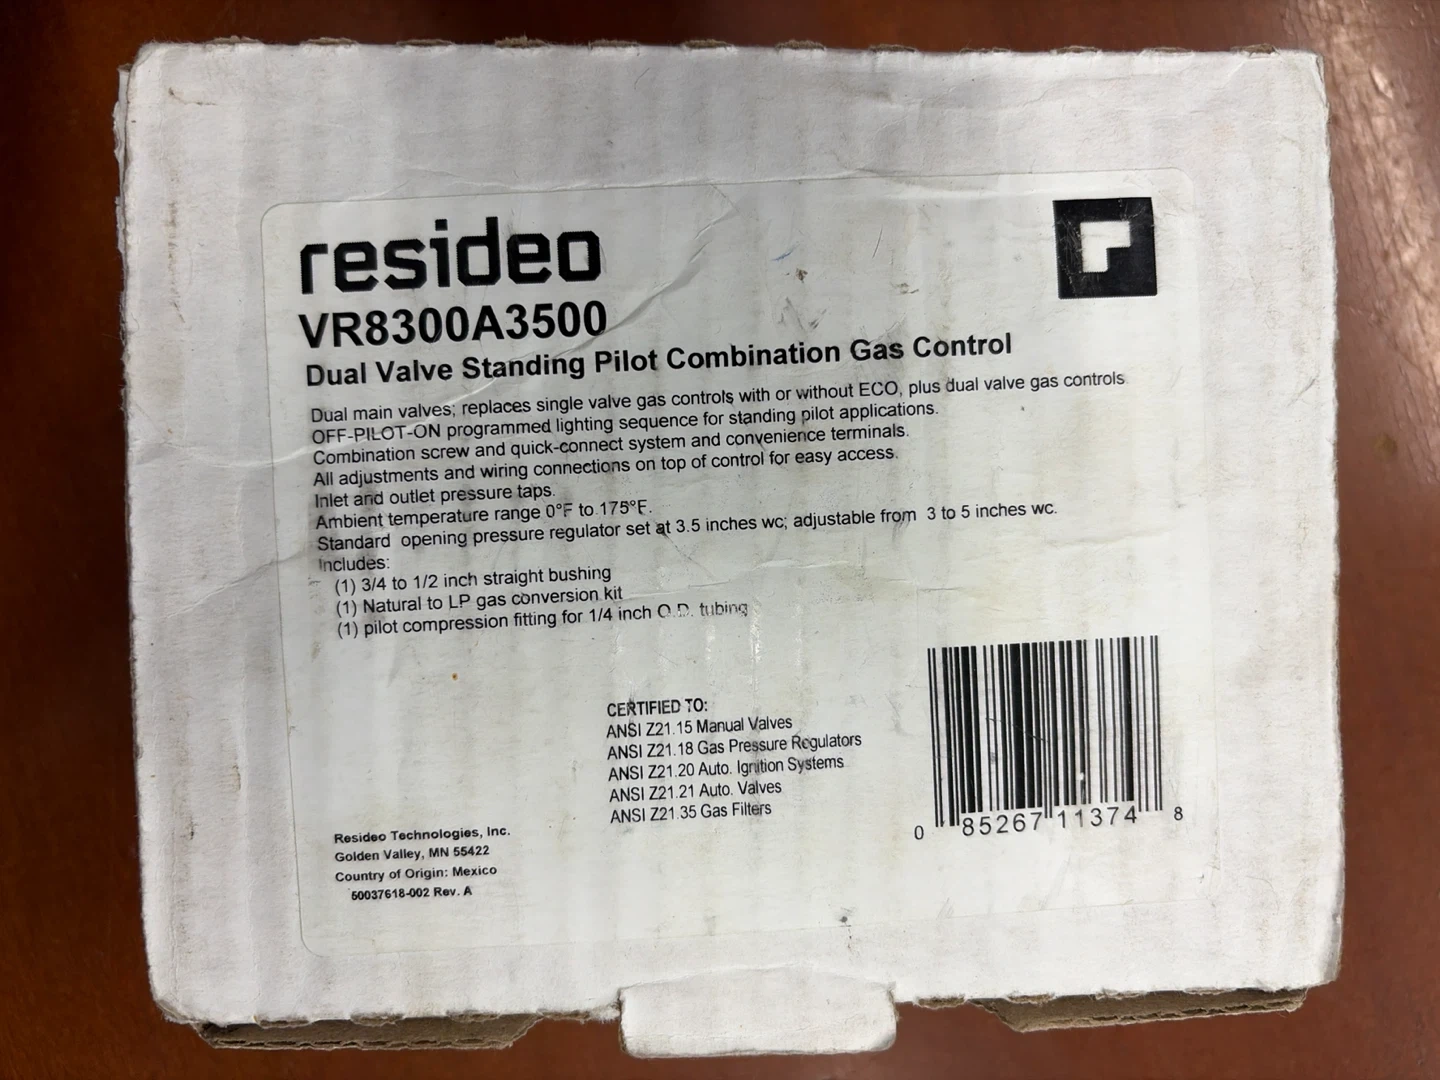 resideo
VR8300A3500
Dual Valve Standing Pilot Combination Gas Control
Dual main valves; replaces single valve gas controls with or without ECO, plus dual valve gas controls
OFF-PILOT-ON programmed lighting sequence for standing pilot applications.
Combination screw and quick-connect system and convenience terminals.
All adjustments and wiring connections on top of control for easy access.
Inlet and outlet pressure taps.
Ambient temperature range 0°F to 175°F.
Standard opening pressure regulator set at 3.5 inches wc; adjustable from 3 to 5 inches wc.
Includes:
(1) 3/4 to 1/2 inch straight bushing
(1) Natural to LP gas conversion kit
(1) pilot compression fitting for 1/4 inch O.D. tubing
CERTIFIED TO:
ANSI Z21.15 Manual Valves
ANSI Z21.18 Gas Pressure Regulators
ANSI Z21.20 Auto. Ignition Systems
ANSI Z21.21 Auto. Valves
ANSI Z21.35 Gas Filters
Resideo Technologies, Inc.
Golden Valley, MN 55422
Country of Origin: Mexico
50037618-002 Rev. A
0 85267 11374 8